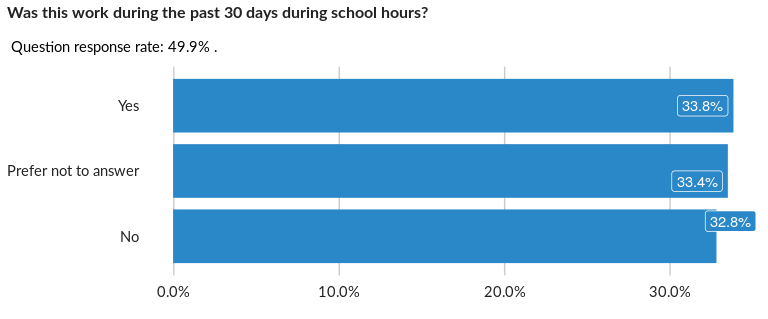 Was this work during the past 30 days during school hours?
Question response rate: 49.9% .
Yes
33.8%
Prefer not to answer
33.4%
No
32.8%
0.0% 10.0% 20.0% 30.0%